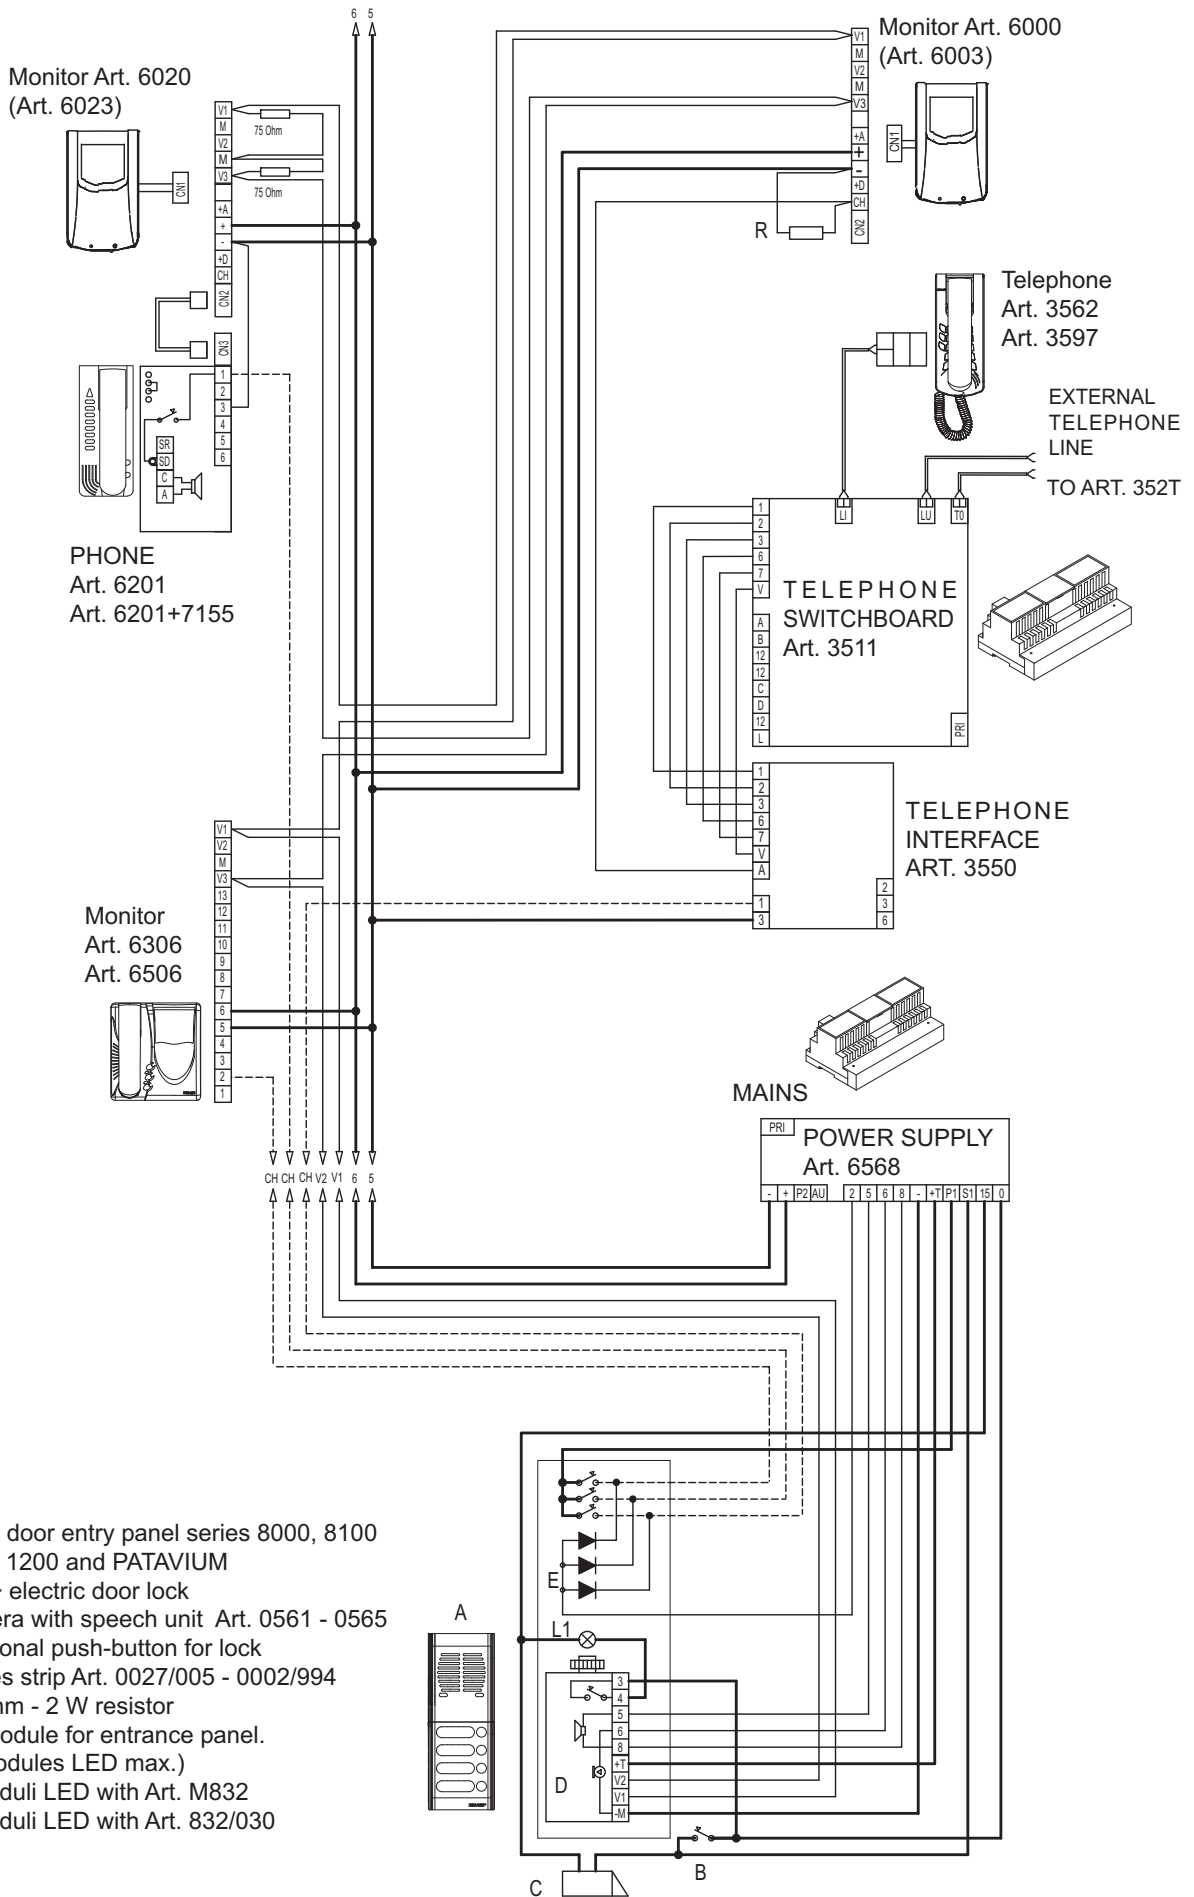 6 5
Monitor Art. 6020
(Art. 6023)
V1
M
V2
M
V3
+A
+
-
+D
CH
CN2
CN1
75 Ohm
75 Ohm
CN3
1
2
3
4
5
6
SR
SD
C
A
PHONE
Art. 6201
Art. 6201+7155
Monitor Art. 6000
(Art. 6003)
V1
M
V2
M
V3
+A
+
-
+D
CH
CN2
CN1
R
Telephone
Art. 3562
Art. 3597
EXTERNAL
TELEPHONE
LINE
TO ART. 352T
LI LU T0
1
2
3
6
7
V
A
B
12
12
C
D
12
L
TELEPHONE
SWITCHBOARD
Art. 3511
PRI
1
2
3
6
7
V
A
1
3
2
3
6
TELEPHONE
INTERFACE
ART. 3550
Monitor
Art. 6306
Art. 6506
V1
V2
M
V3
13
12
11
10
9
8
7
6
5
4
3
2
1
CH CH CH V2 V1 6 5
MAINS
PRI
POWER SUPPLY
Art. 6568
- + P2 AU 2 5 6 8 - +T P1 S1 15 0
door entry panel series 8000, 8100
1200 and PATAVIUM
electric door lock
era with speech unit Art. 0561 - 0565
onal push-button for lock
es strip Art. 0027/005 - 0002/994
hm - 2 W resistor
odule for entrance panel.
odules LED max.)
duli LED with Art. M832
duli LED with Art. 832/030
A
E
L1
3
4
5
6
8
+T
V2
V1
-M
D
B
C